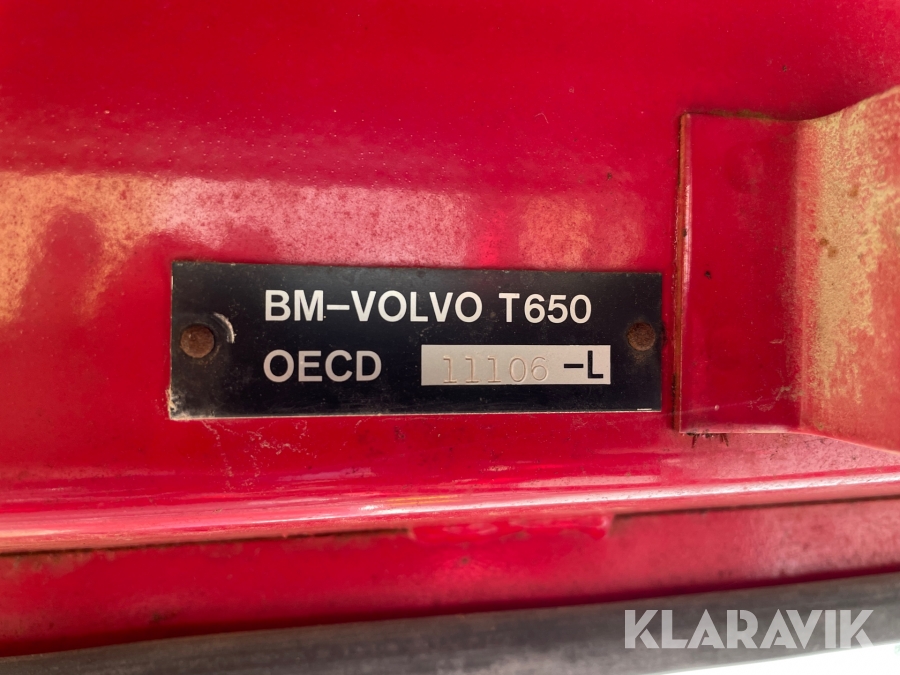 BM-VOLVO T650
OECD 11106 -L
KLARAVIK